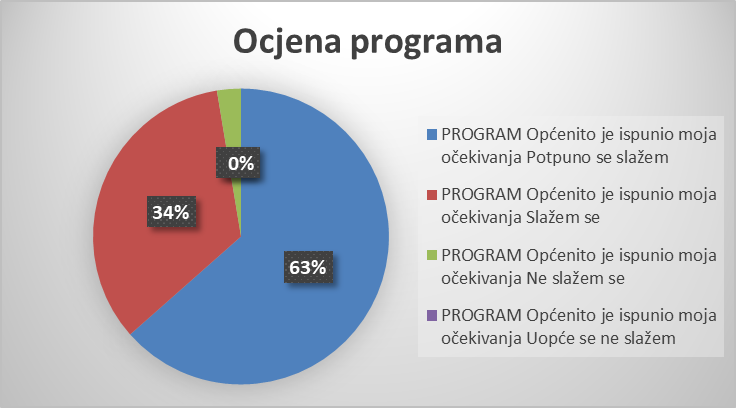 Ocjena programa
0%
34%
63%
PROGRAM Općenito je ispunio moja
očekivanja Potpuno se slažem
PROGRAM Općenito je ispunio moja
očekivanja Slažem se
PROGRAM Općenito je ispunio moja
očekivanja Ne slažem se
PROGRAM Općenito je ispunio moja
očekivanja Uopće se ne slažem